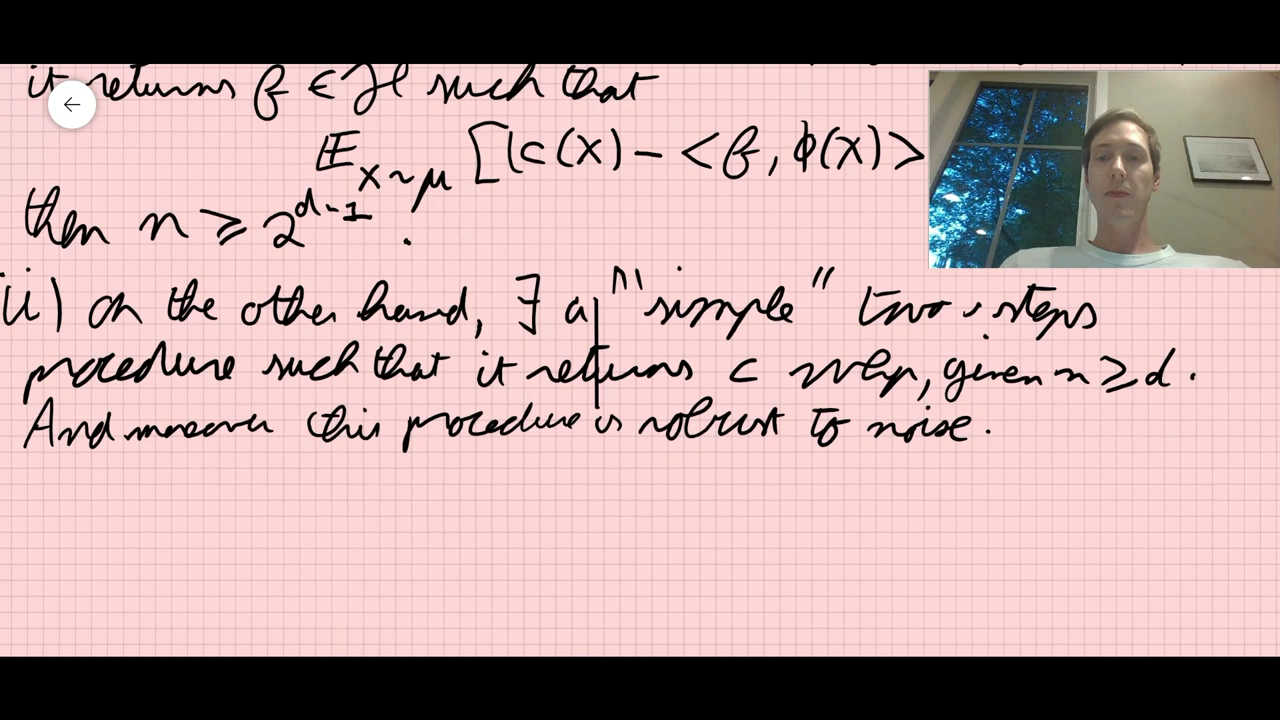 it returns f ∈ H such that
E_{X∼μ} [|c(X) − <f, φ(X)>
then n ⩾ 2^{d-1}.
(ii) On the other hand, ∃ a "simple" two-steps
procedure such that it returns c whp, given n ⩾ d.
And moreover this procedure is robust to noise.